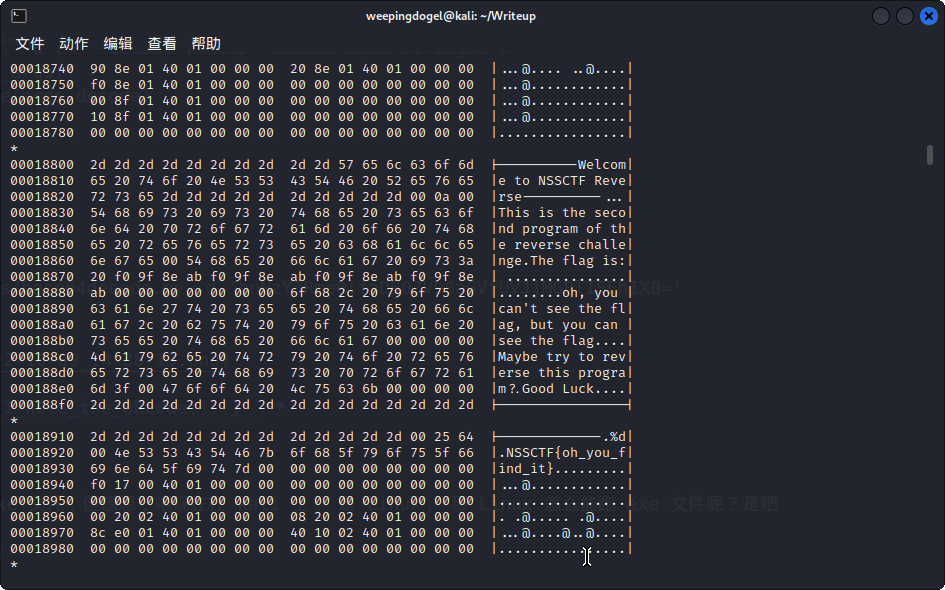 weepingdogel@kali: ~/Writeup
文件 动作 编辑 查看 帮助
00018740  90 8e 01 40 01 00 00 00  20 8e 01 40 01 00 00 00  |...@.... ..@....|
00018750  f0 8e 01 40 01 00 00 00  00 00 00 00 00 00 00 00  |...@............|
00018760  00 8f 01 40 01 00 00 00  00 00 00 00 00 00 00 00  |...@............|
00018770  10 8f 01 40 01 00 00 00  00 00 00 00 00 00 00 00  |...@............|
00018780  00 00 00 00 00 00 00 00  00 00 00 00 00 00 00 00  |................|
*
00018800  2d 2d 2d 2d 2d 2d 2d 2d  2d 2d 57 65 6c 63 6f 6d  |----------Welcom|
00018810  65 20 74 6f 20 4e 53 53  43 54 46 20 52 65 76 65  |e to NSSCTF Reve|
00018820  72 73 65 2d 2d 2d 2d 2d  2d 2d 2d 2d 2d 00 0a 00  |rse----------...|
00018830  54 68 69 73 20 69 73 20  74 68 65 20 73 65 63 6f  |This is the seco|
00018840  6e 64 20 70 72 6f 67 72  61 6d 20 6f 66 20 74 68  |nd program of th|
00018850  65 20 72 65 76 65 72 73  65 20 63 68 61 6c 6c 65  |e reverse challe|
00018860  6e 67 65 00 54 68 65 20  66 6c 61 67 20 69 73 3a  |nge.The flag is:|
00018870  20 f0 9f 8e ab f0 9f 8e  ab f0 9f 8e ab f0 9f 8e  | ...............|
00018880  ab 00 00 00 00 00 00 00  6f 68 2c 20 79 6f 75 20  |........oh, you |
00018890  63 61 6e 27 74 20 73 65  65 20 74 68 65 20 66 6c  |can't see the fl|
000188a0  61 67 2c 20 62 75 74 20  79 6f 75 20 63 61 6e 20  |ag, but you can |
000188b0  73 65 65 20 74 68 65 20  66 6c 61 67 00 00 00 00  |see the flag....|
000188c0  4d 61 79 62 65 20 74 72  79 20 74 6f 20 72 65 76  |Maybe try to rev|
000188d0  65 72 73 65 20 74 68 69  73 20 70 72 6f 67 72 61  |erse this progra|
000188e0  6d 3f 00 47 6f 6f 64 20  4c 75 63 6b 00 00 00 00  |m?.Good Luck....|
000188f0  2d 2d 2d 2d 2d 2d 2d 2d  2d 2d 2d 2d 2d 2d 2d 2d  |----------------|
*
00018910  2d 2d 2d 2d 2d 2d 2d 2d  2d 2d 2d 2d 2d 00 25 64  |-------------.%d|
00018920  00 4e 53 53 43 54 46 7b  6f 68 5f 79 6f 75 5f 66  |.NSSCTF{oh_you_f|
00018930  69 6e 64 5f 69 74 7d 00  00 00 00 00 00 00 00 00  |ind_it}.........|
00018940  f0 17 00 40 01 00 00 00  00 00 00 00 00 00 00 00  |...@............|
00018950  00 00 00 00 00 00 00 00  00 00 00 00 00 00 00 00  |................|
00018960  00 20 02 40 01 00 00 00  08 20 02 40 01 00 00 00  |. .@..... .@....|
00018970  8c e0 01 40 01 00 00 00  40 10 02 40 01 00 00 00  |...@....@..@....|
00018980  00 00 00 00 00 00 00 00  00 00 00 00 00 00 00 00  |................|
*